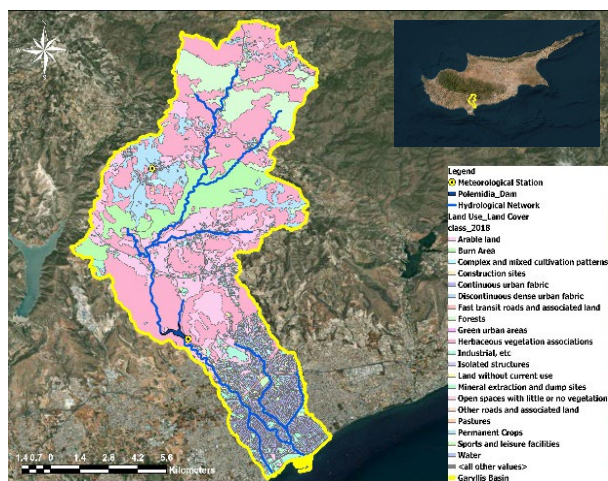 Legend
Meteorological Station
Polemidia_Dam
Hydrological Network
Land Use_Land Cover
class_2018
Arable land
Burn Area
Complex and mixed cultivation patterns
Construction sites
Continuous urban fabric
Discontinuous dense urban fabric
Fast transit roads and associated land
Forests
Green urban areas
Herbaceous vegetation associations
Industrial, etc
Isolated structures
Land without current use
Mineral extraction and dump sites
Open spaces with little or no vegetation
Other roads and associated land
Pastures
Permanent Crops
Sports and leisure facilities
Water
<all other values>
Garyllis Basin
1.4 0.7 0 1.4 2.8 4.2 5.6
Kilometers